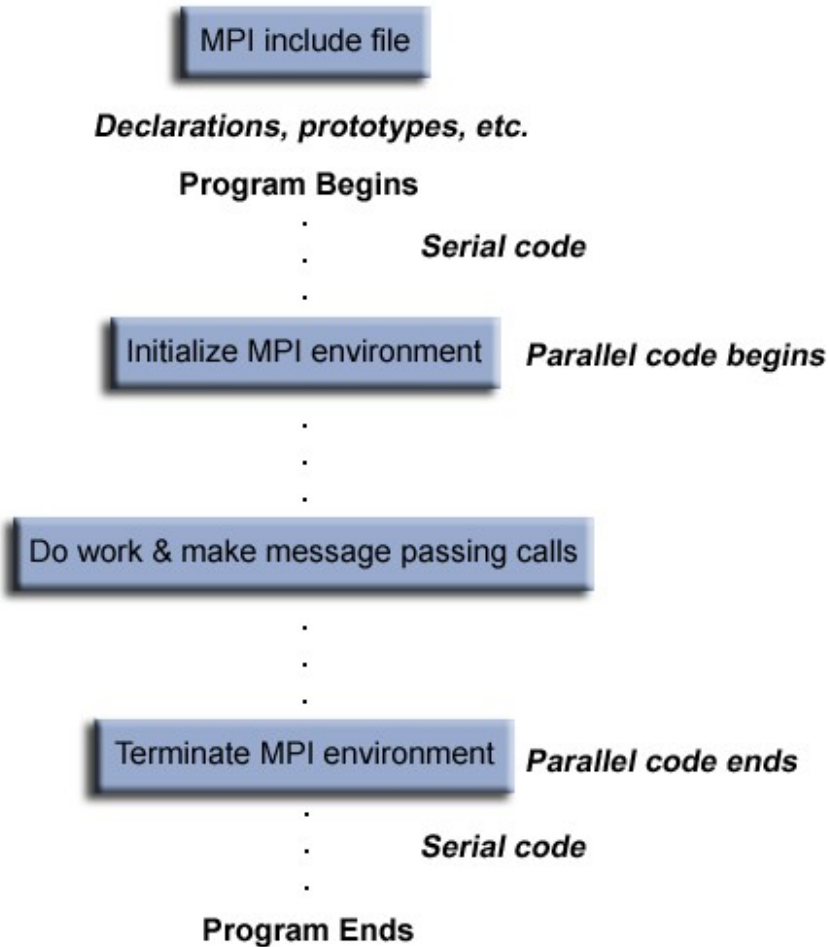 MPI include file
Declarations, prototypes, etc.
Program Begins
Serial code
Initialize MPI environment
Parallel code begins
Do work & make message passing calls
Terminate MPI environment
Parallel code ends
Serial code
Program Ends